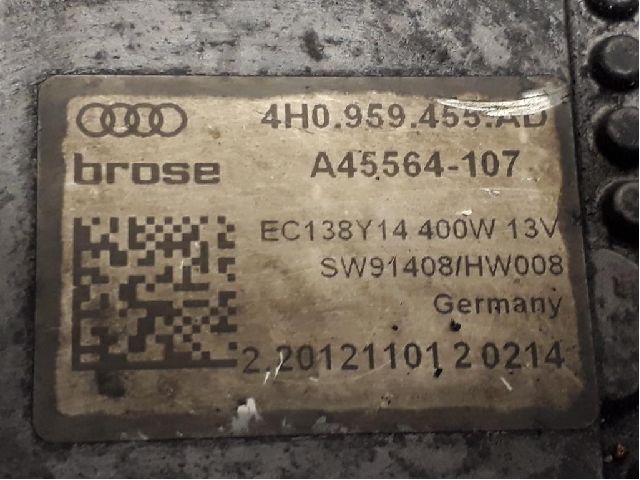 4H0.959.455.AD
brose
A45564-107
EC138Y14 400W 13V
SW91408/HW008
Germany
2 20121101 2 0214